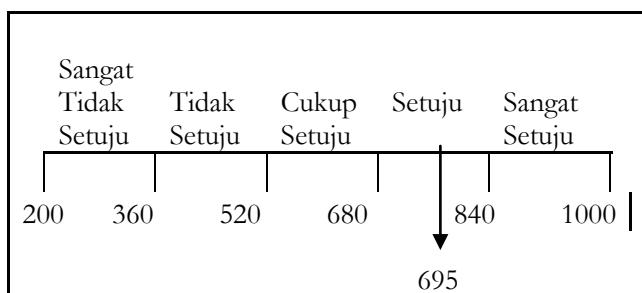 Sangat
Tidak Tidak Cukup Setuju Sangat
Setuju Setuju Setuju Setuju
200 360 520 680 840 1000
695